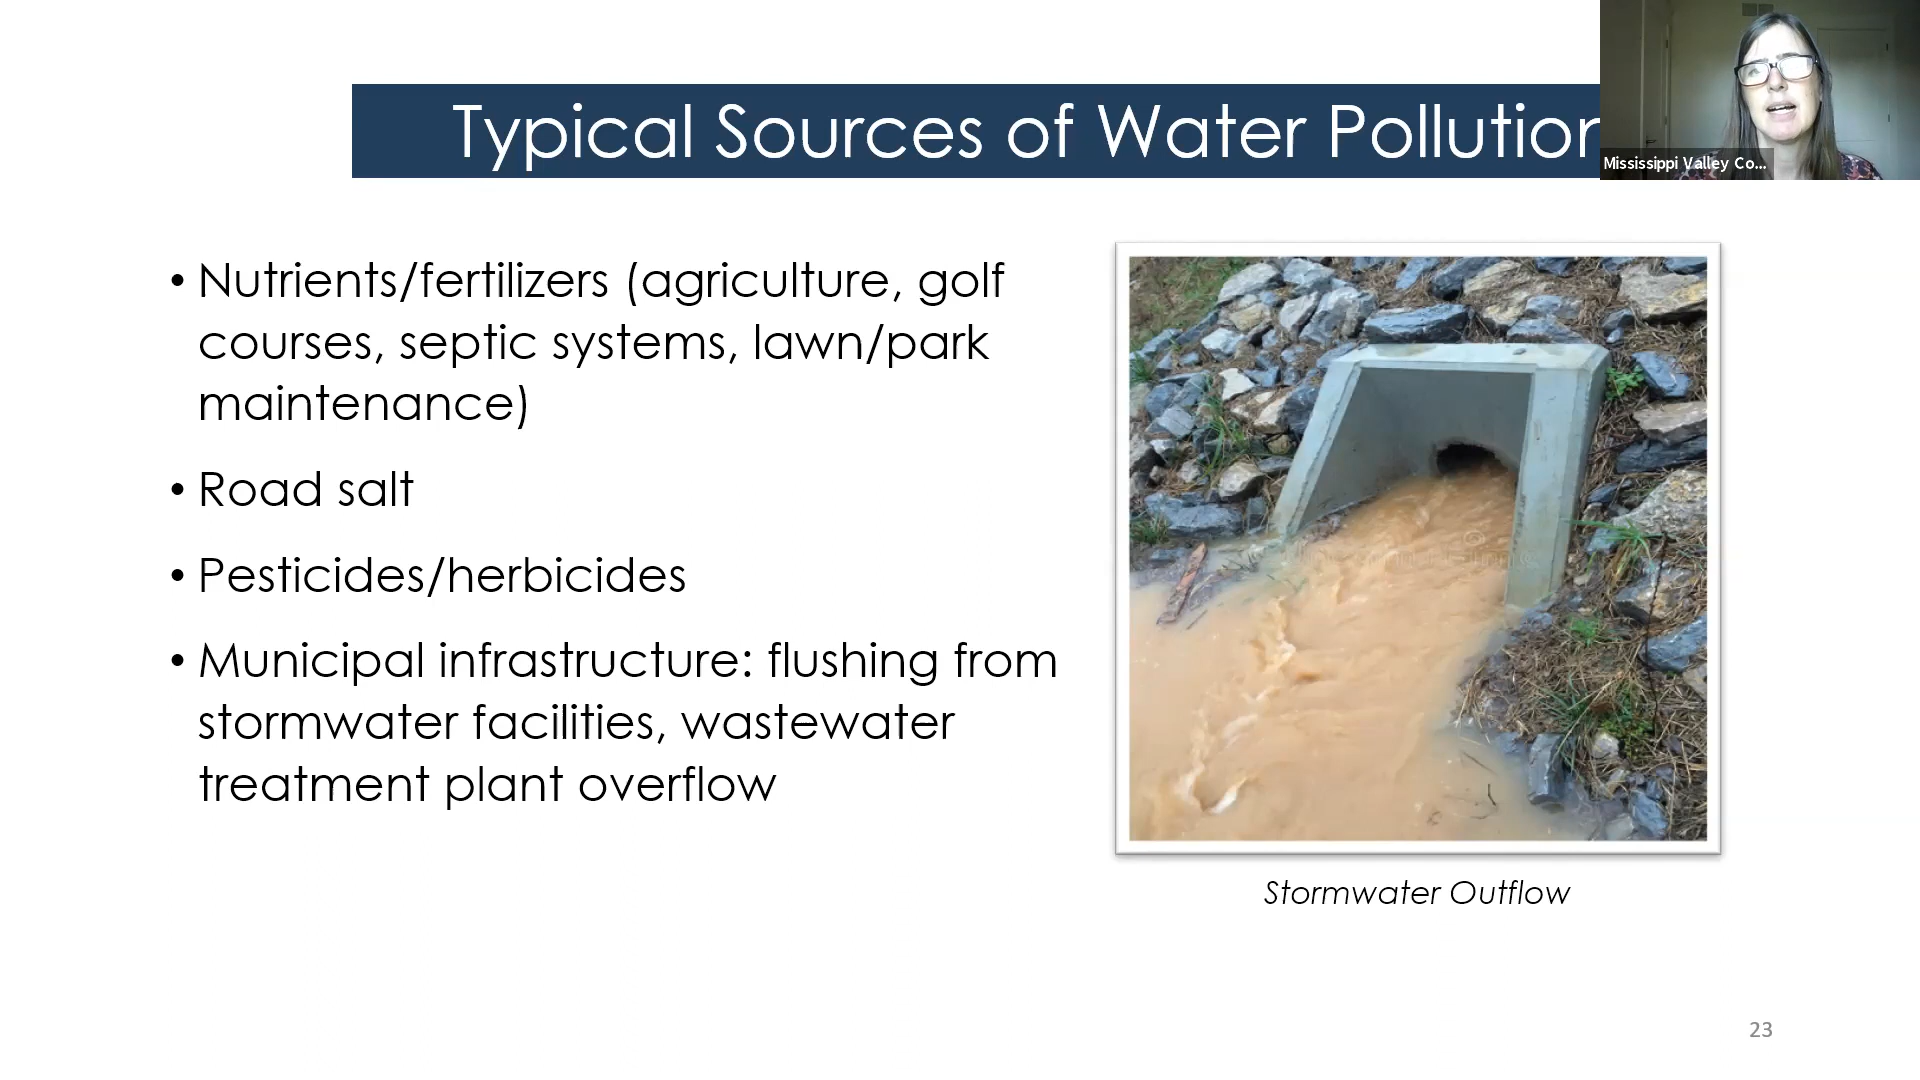 Typical Sources of Water Pollution
Mississippi Valley Co...
• Nutrients/fertilizers (agriculture, golf
courses, septic systems, lawn/park
maintenance)
• Road salt
• Pesticides/herbicides
• Municipal infrastructure: flushing from
stormwater facilities, wastewater
treatment plant overflow
Stormwater Outflow
23